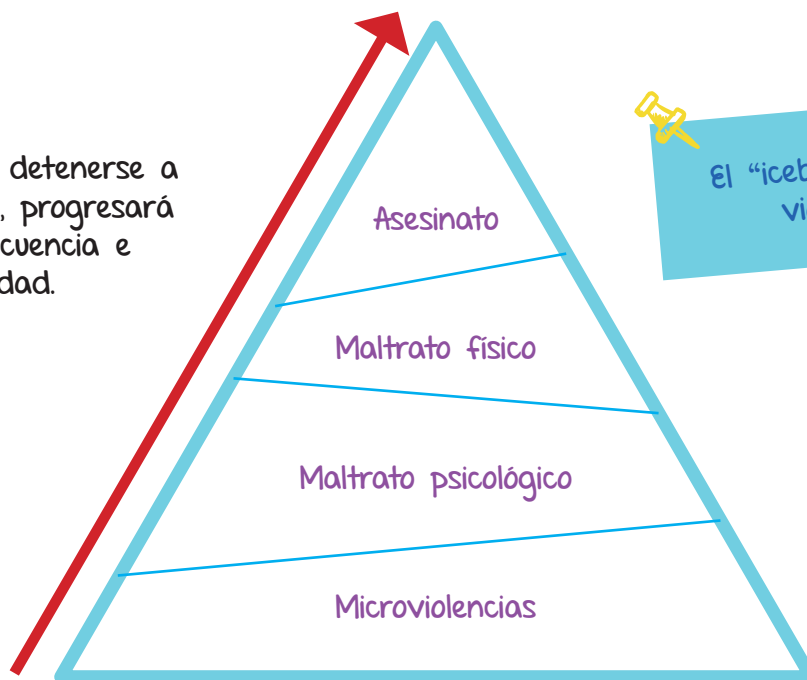 detenerse a
, progresará
cuencia e
dad.
El “iceb
vi
Asesinato
Maltrato físico
Maltrato psicológico
Microviolencias